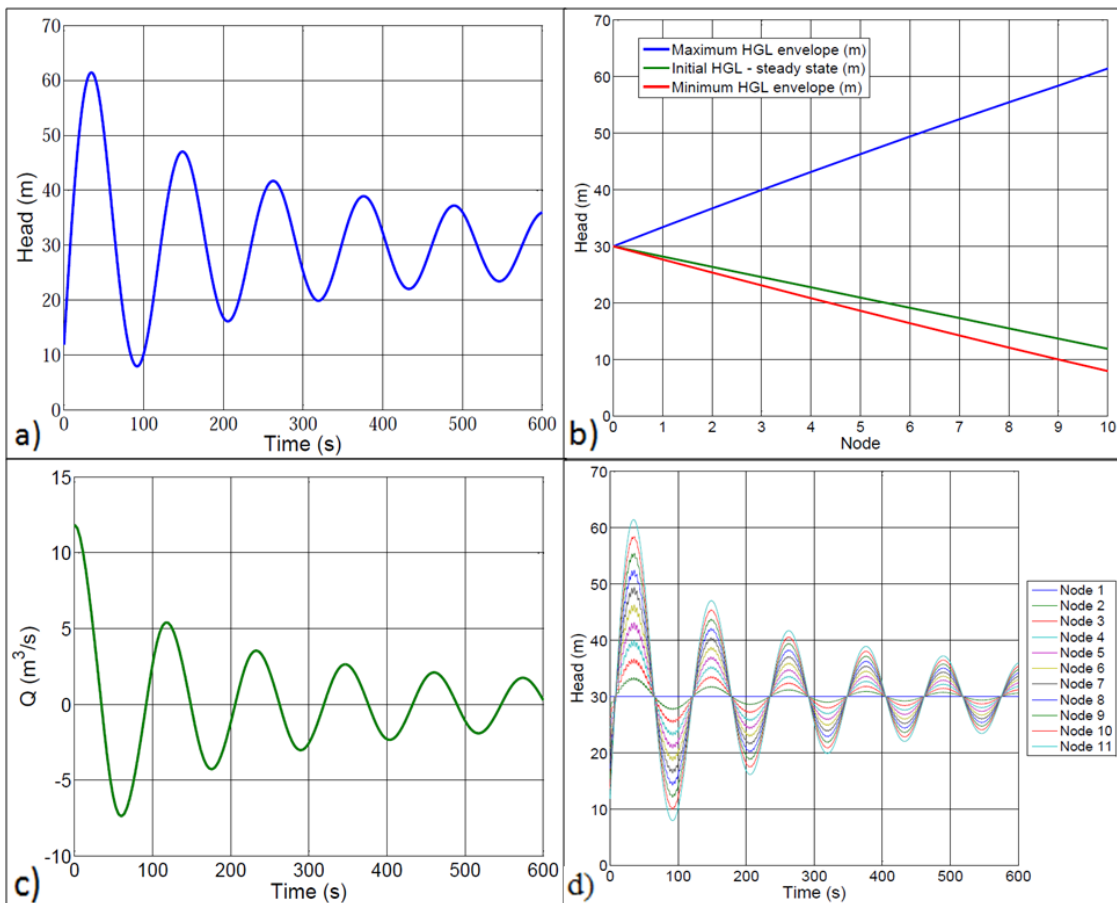 70
60
50
40
30
20
10
0
Head (m)
0 100 200 300 400 500 600
Time (s)
a)
70
60
50
40
30
20
10
0
Head (m)
Maximum HGL envelope (m)
Initial HGL - steady state (m)
Minimum HGL envelope (m)
0 1 2 3 4 5 6 7 8 9 10
Node
b)
15
10
5
0
-5
-10
Q (m³/s)
0 100 200 300 400 500 600
Time (s)
c)
70
60
50
40
30
20
10
0
Head (m)
0 100 200 300 400 500 600
Time (s)
d)
Node 1
Node 2
Node 3
Node 4
Node 5
Node 6
Node 7
Node 8
Node 9
Node 10
Node 11